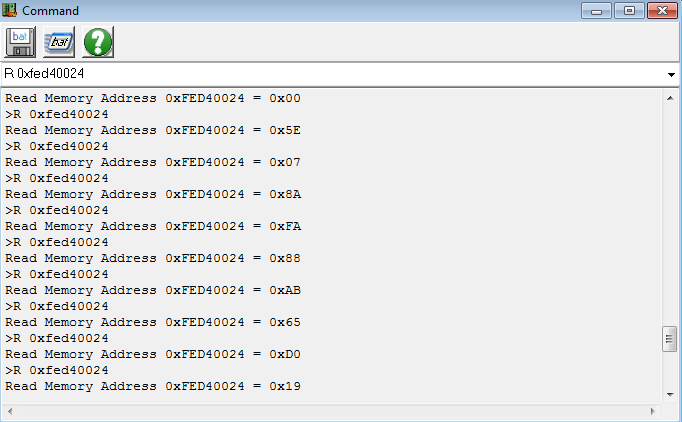 Command
bat
bat
?
R 0xfed40024
Read Memory Address 0xFED40024 = 0x00
>R 0xfed40024
Read Memory Address 0xFED40024 = 0x5E
>R 0xfed40024
Read Memory Address 0xFED40024 = 0x07
>R 0xfed40024
Read Memory Address 0xFED40024 = 0x8A
>R 0xfed40024
Read Memory Address 0xFED40024 = 0xFA
>R 0xfed40024
Read Memory Address 0xFED40024 = 0x88
>R 0xfed40024
Read Memory Address 0xFED40024 = 0xAB
>R 0xfed40024
Read Memory Address 0xFED40024 = 0x65
>R 0xfed40024
Read Memory Address 0xFED40024 = 0xD0
>R 0xfed40024
Read Memory Address 0xFED40024 = 0x19